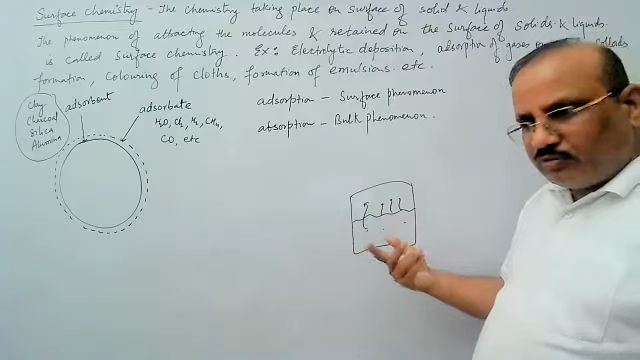 Surface Chemistry - The chemistry taking place on surface of solid & liquids.
The phenomenon of attracting the molecules & retained on the surface of solids & liquids
is called Surface chemistry. Ex: Electrolytic deposition, absorption of gases colloids
formation, Colouring of cloths, formation of emulsions. etc.
Clay
Charcoal
Silica
Alumina
adsorbent
adsorbate
H2O, Cl2, H2, CH4,
CO, etc
adsorption - Surface phenomenon
absorption - Bulk phenomenon.